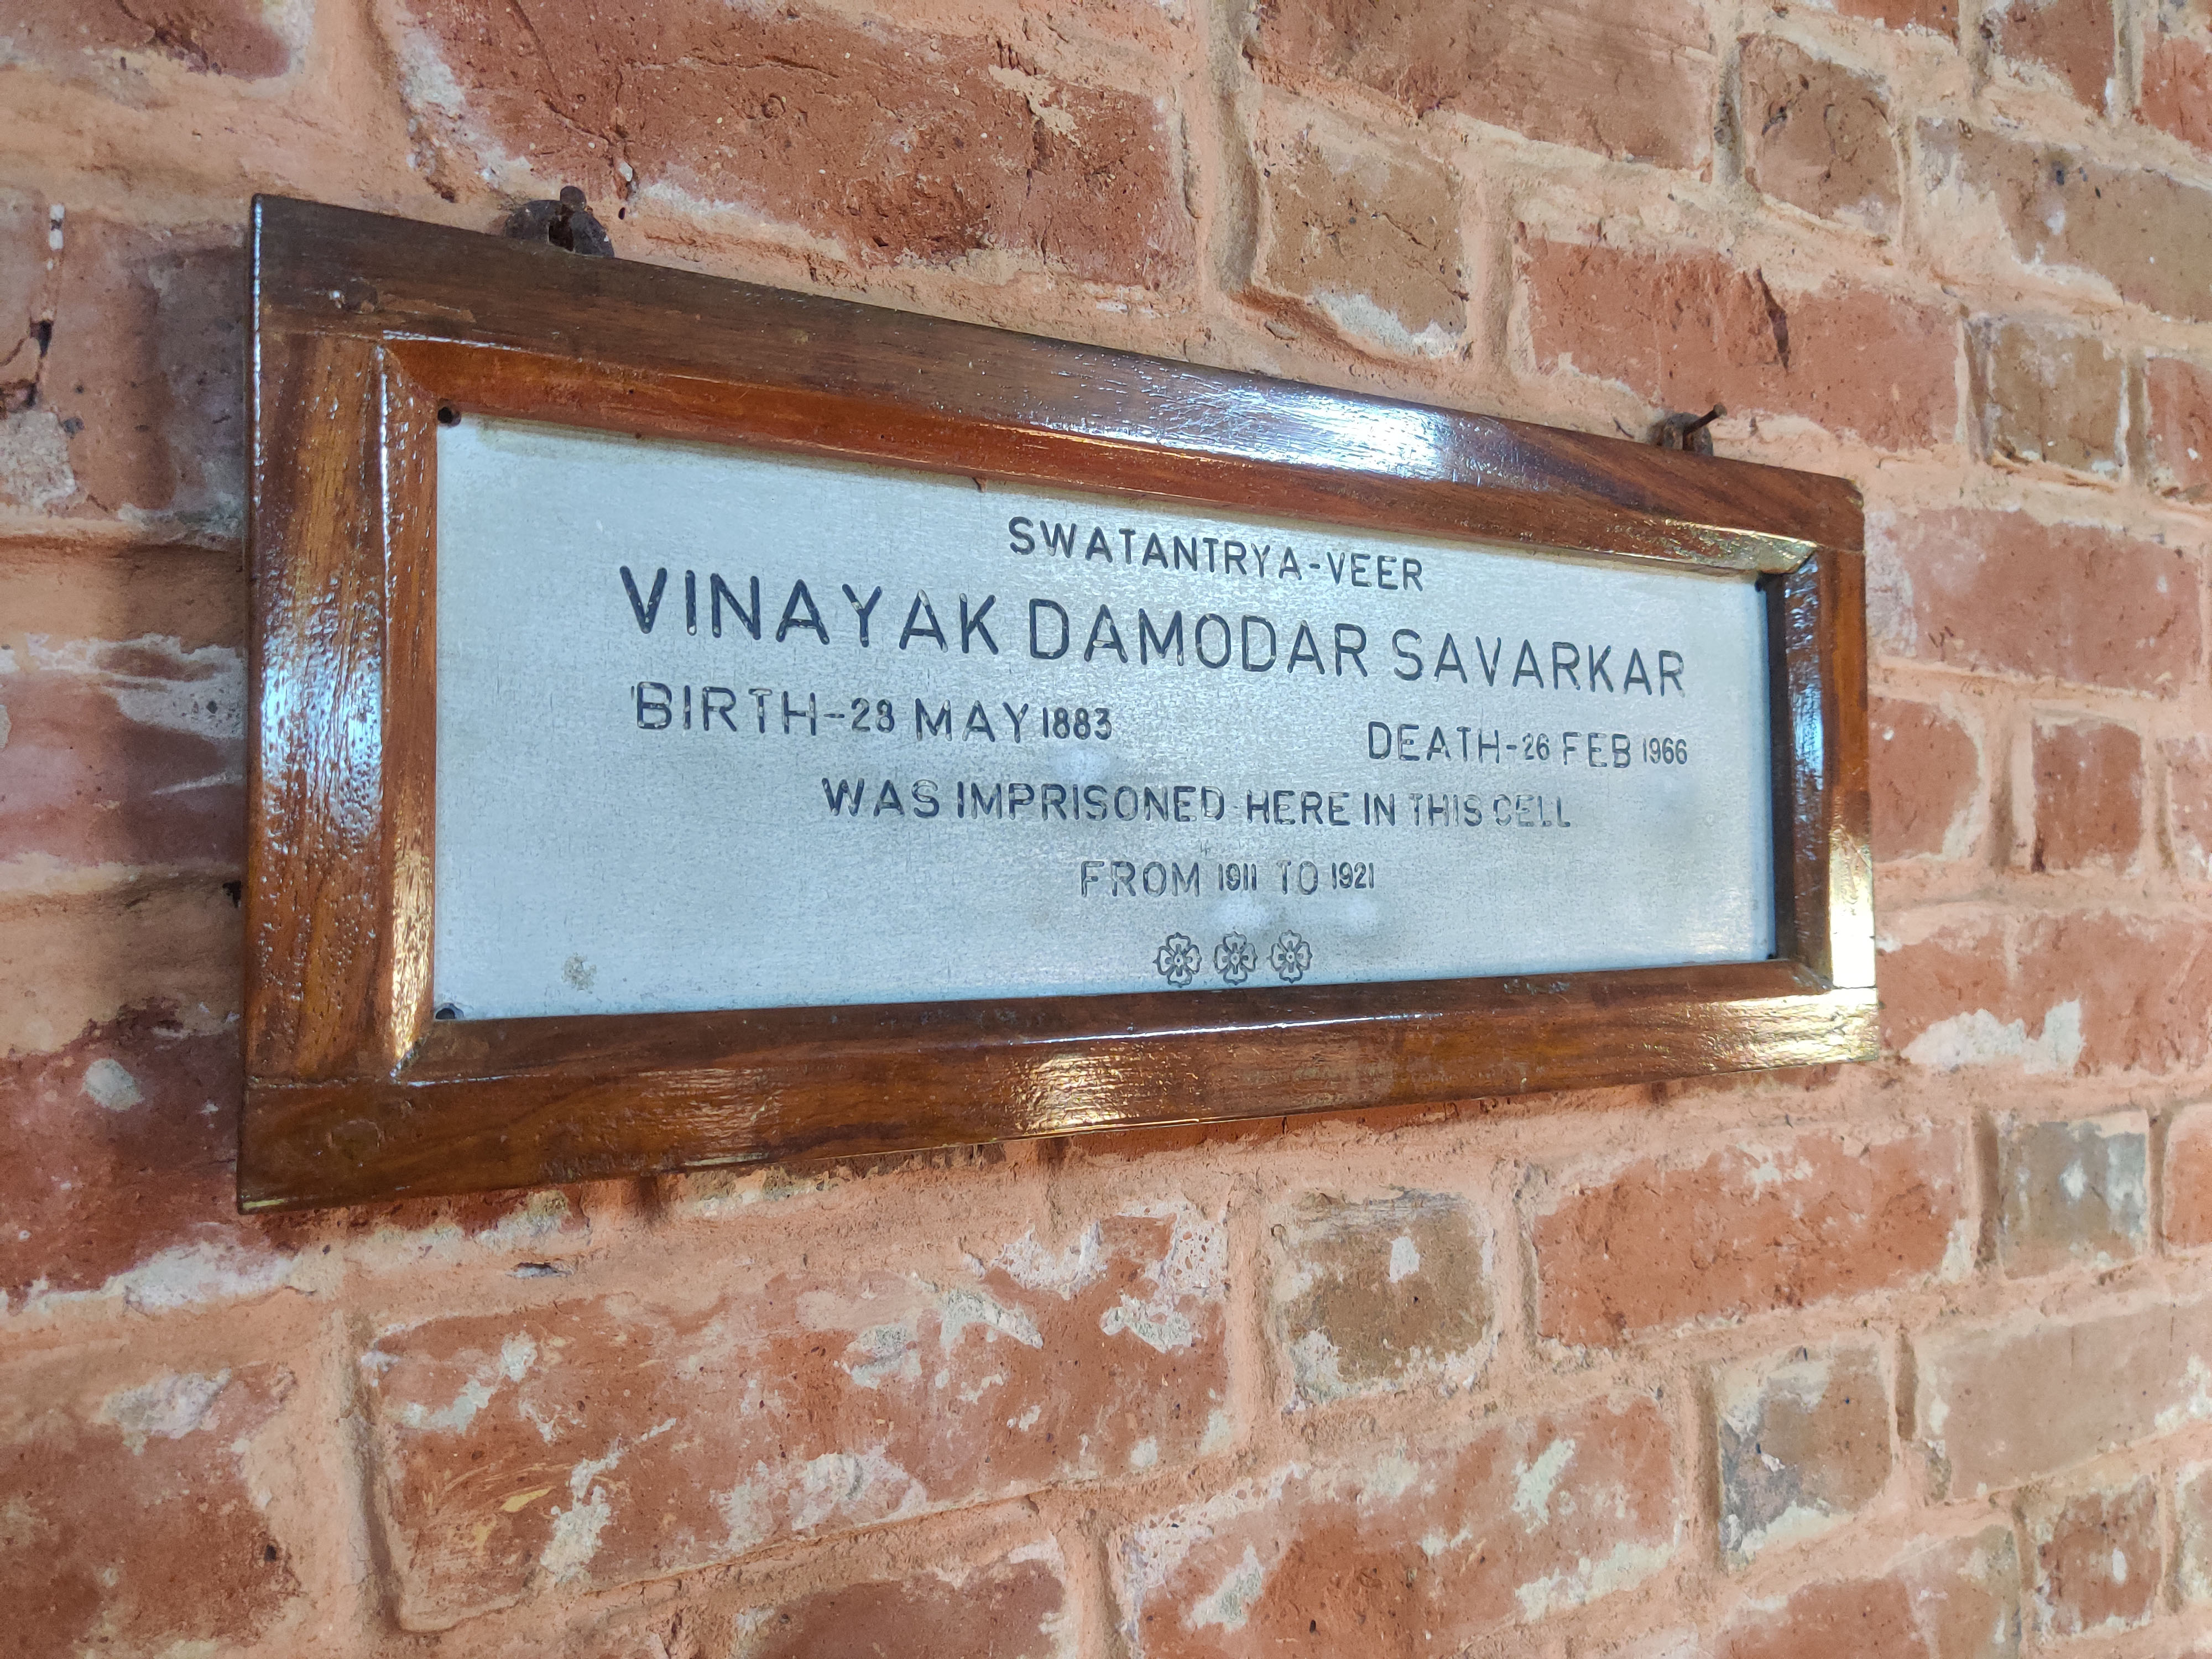 SWATANTRYA-VEER
VINAYAK DAMODAR SAVARKAR
BIRTH-28 MAY 1883 DEATH-26 FEB 1966
WAS IMPRISONED HERE IN THIS CELL
FROM 1911 TO 1921